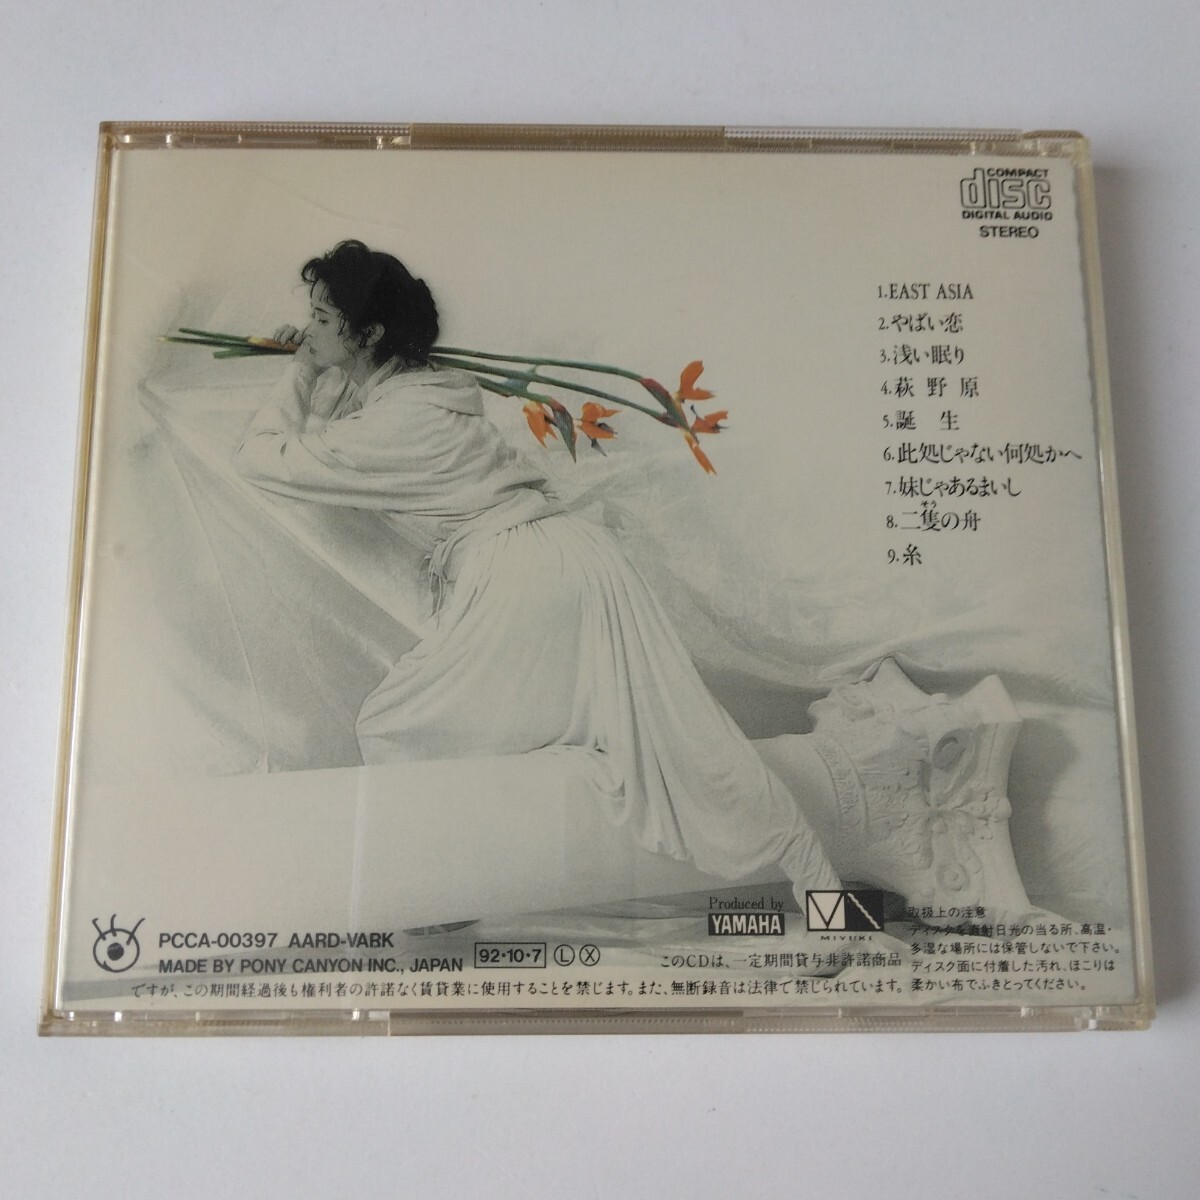 COMPACT
disc
DIGITAL AUDIO
STEREO
1.EAST ASIA
2.やばい恋
3.浅い眠り
4.萩野原
5.誕生
6.此処じゃない何処かへ
7.妹じゃあるまいし
そう
8.二隻の舟
9.糸
Produced by
YAMAHA
MIYUKI
取扱上の注意
ディスクを直射日光の当る所、高温・
多湿な場所には保管しないで下さい。
ディスク面に付着した汚れ、ほこりは
柔かい布でふきとってください。
PCCA-00397 AARD-VARK
MADE BY PONY CANYON INC., JAPAN
92・10・7 L X
このCDは、一定期間貸与非許諾商品
ですが、この期間経過後も権利者の許諾なく賃貸業に使用することを禁じます。また、無断録音は法律で禁じられています。